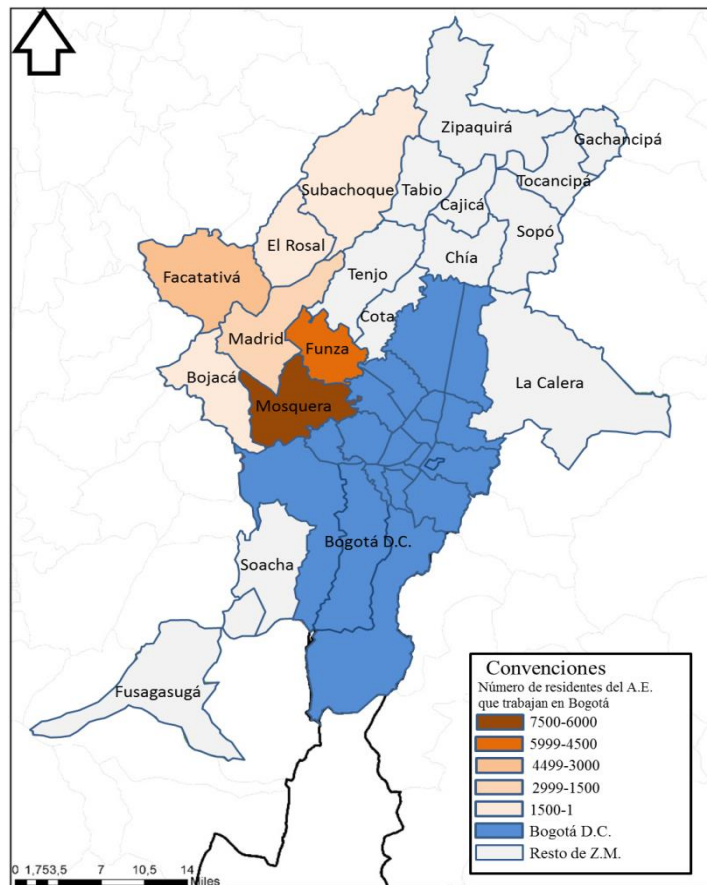 Zipaquirá
Gachancipá
Subachoque
Tabio
Tocancipá
Cajicá
Sopó
El Rosal
Chía
Facatativá
Tenjo
Cota
Madrid
Funza
Bojacá
La Calera
Mosquera
Bogotá D.C.
Soacha
Fusagasugá
Convenciones
Número de residentes del A.E.
que trabajan en Bogotá
7500-6000
5999-4500
4499-3000
2999-1500
1500-1
Bogotá D.C.
Resto de Z.M.
0 1,753,5 7 10,5 14
Miles